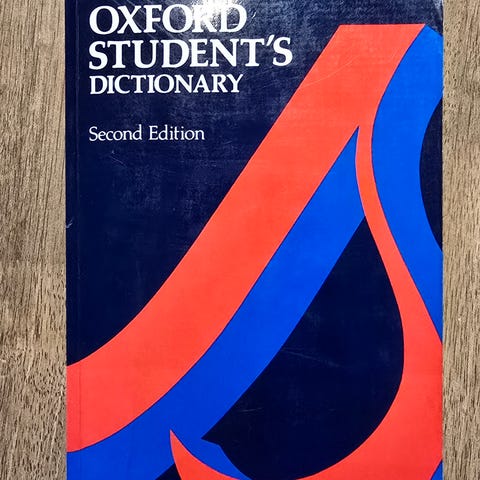 OXFORD
STUDENT'S
DICTIONARY
Second Edition